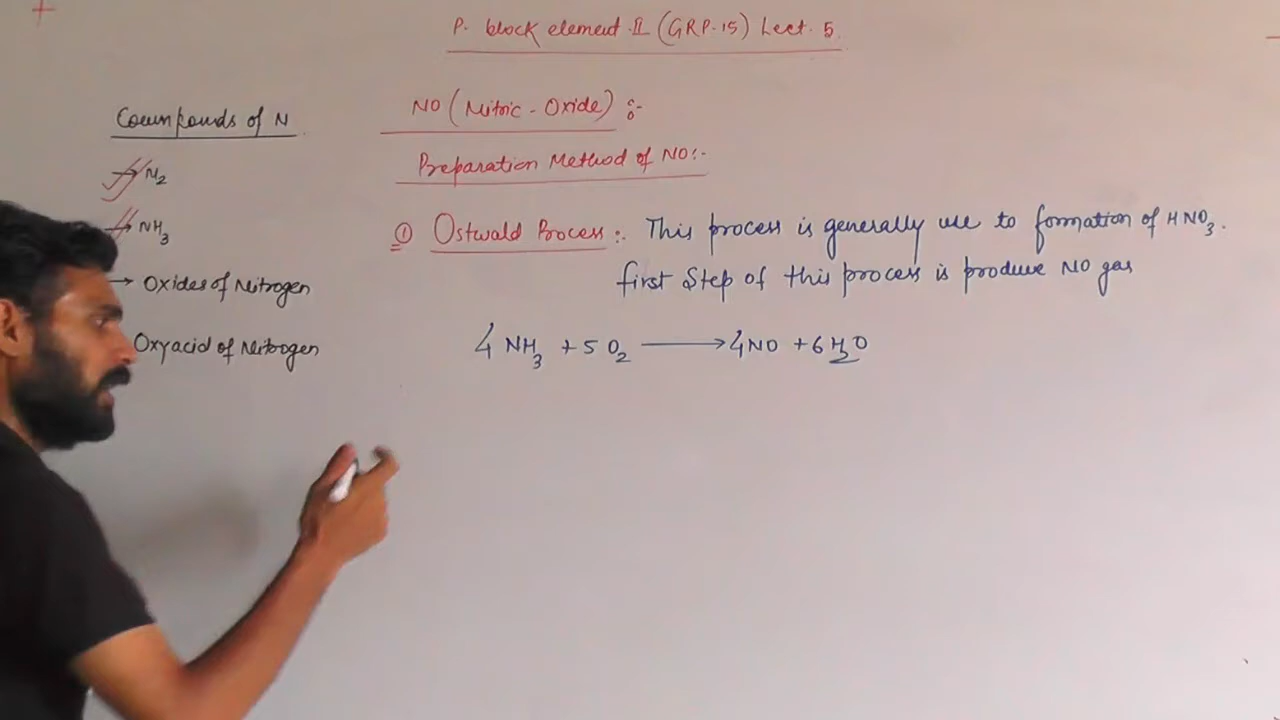 P. block element-II (GRP-15) Lect. 5
Compounds of N
→ N₂
→ NH₃
→ Oxides of Nitrogen
Oxyacid of Nitrogen
NO (Nitric-Oxide) :-
Preparation Method of NO:-
① Ostwald Process:. This process is generally use to formation of HNO₃.
first Step of this process is produce NO gas
4 NH₃ + 5 O₂ ⟶ 4NO + 6H₂O